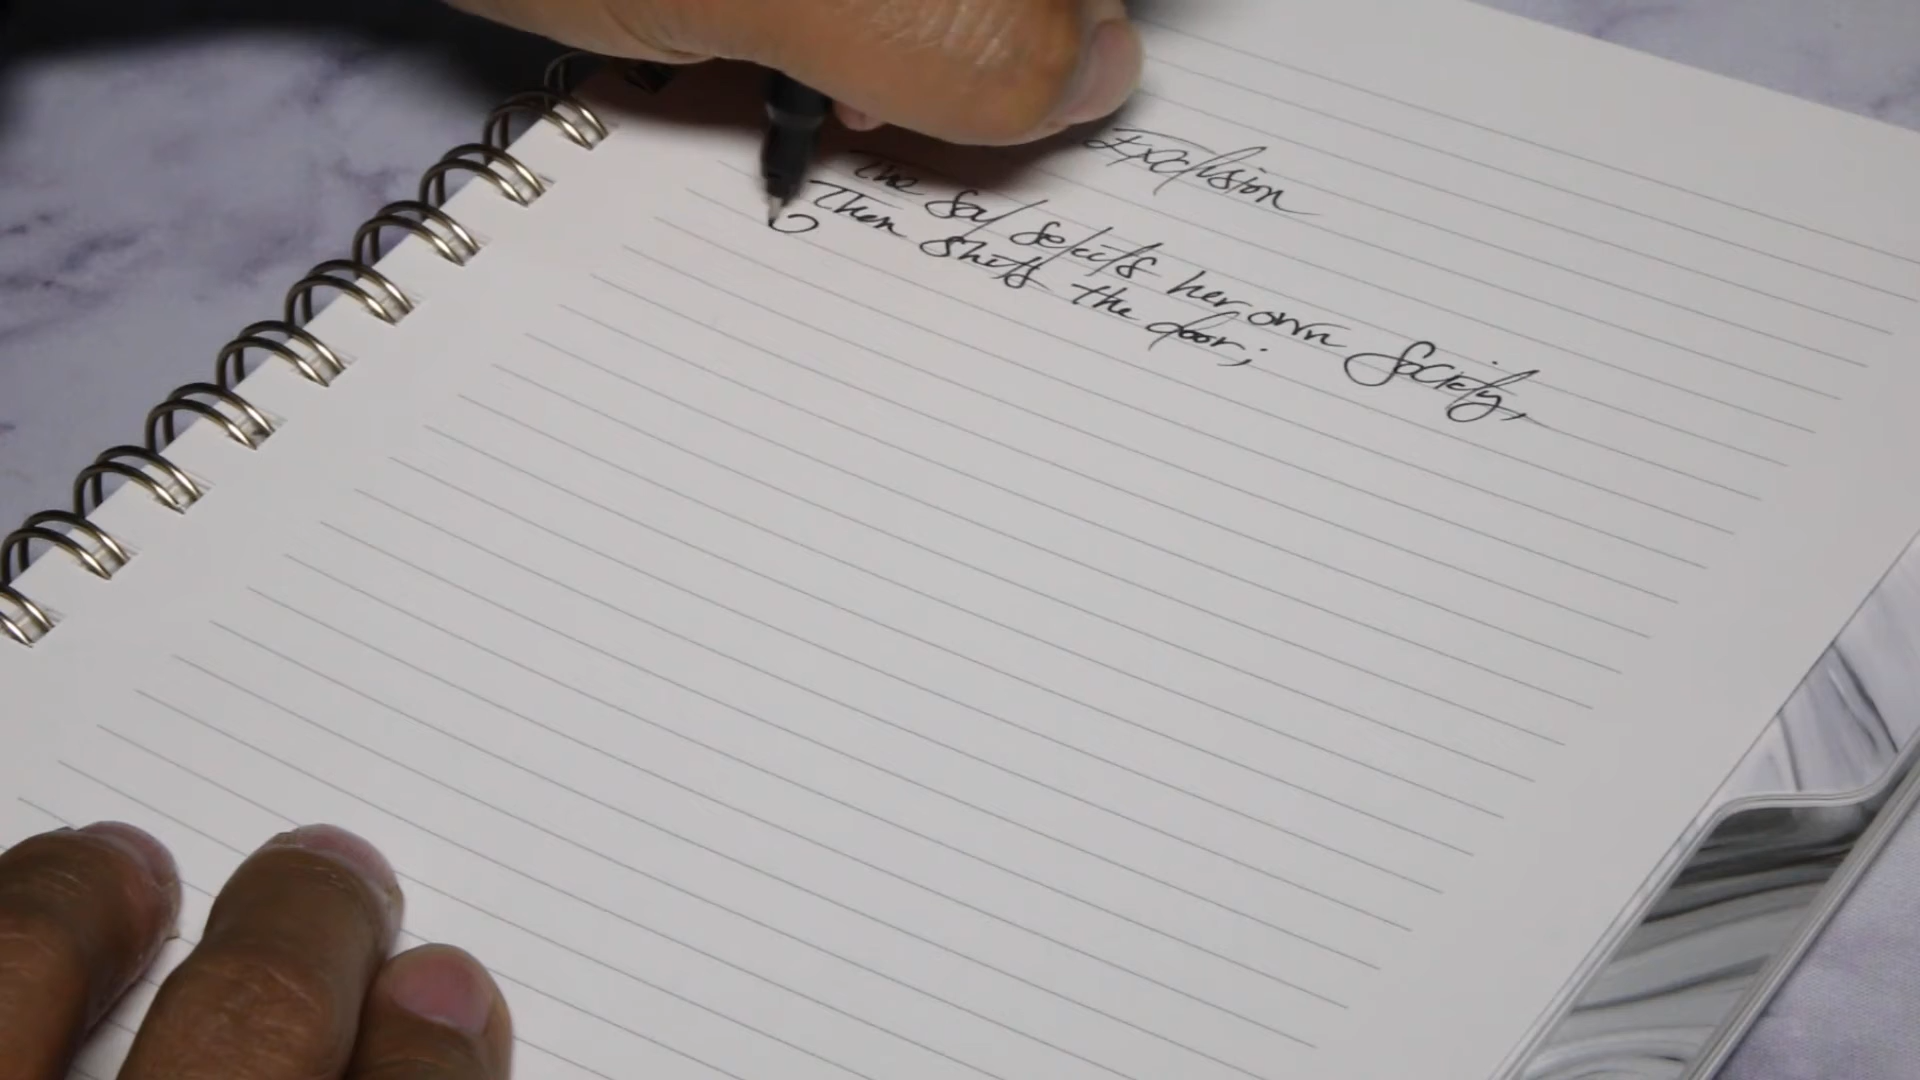 Exclusion
The Soul selects her own Society,
Then shuts the door;